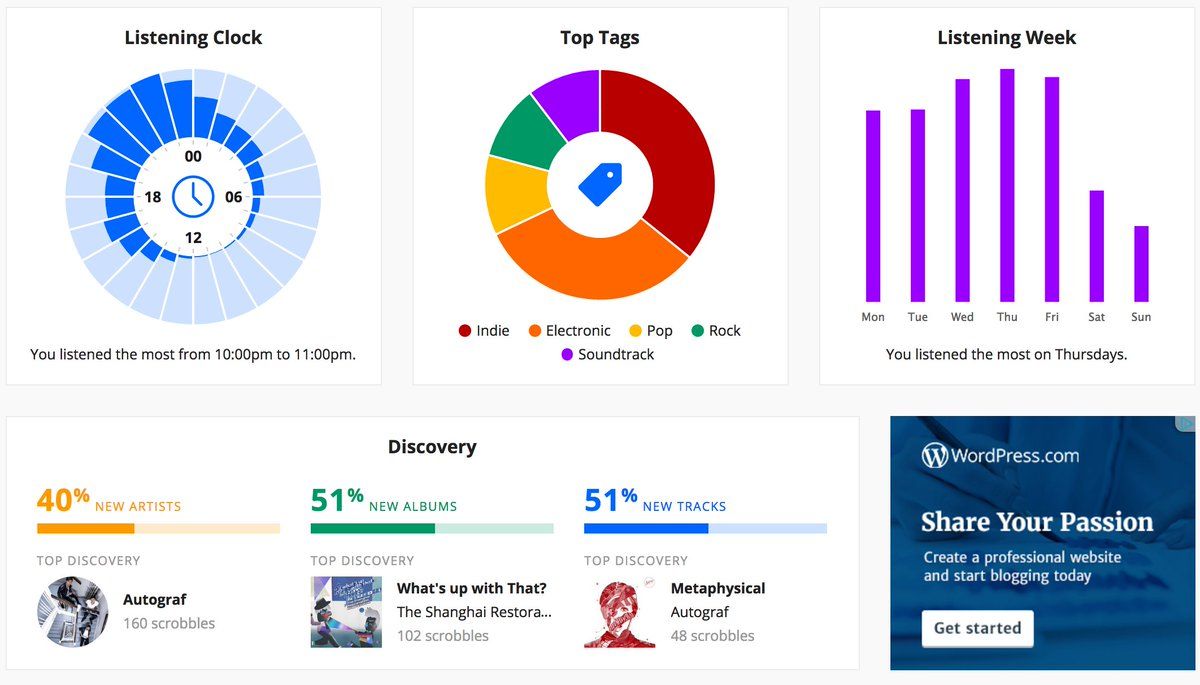 Listening Clock
00
18
06
12
You listened the most from 10:00pm to 11:00pm.
Top Tags
Indie Electronic Pop Rock
Soundtrack
Listening Week
Mon Tue Wed Thu Fri Sat Sun
You listened the most on Thursdays.
Discovery
40% NEW ARTISTS
TOP DISCOVERY
Autograf
160 scrobbles
51% NEW ALBUMS
TOP DISCOVERY
What's up with That?
The Shanghai Restora...
102 scrobbles
51% NEW TRACKS
TOP DISCOVERY
Metaphysical
Autograf
48 scrobbles
WordPress.com
Share Your Passion
Create a professional website
and start blogging today
Get started